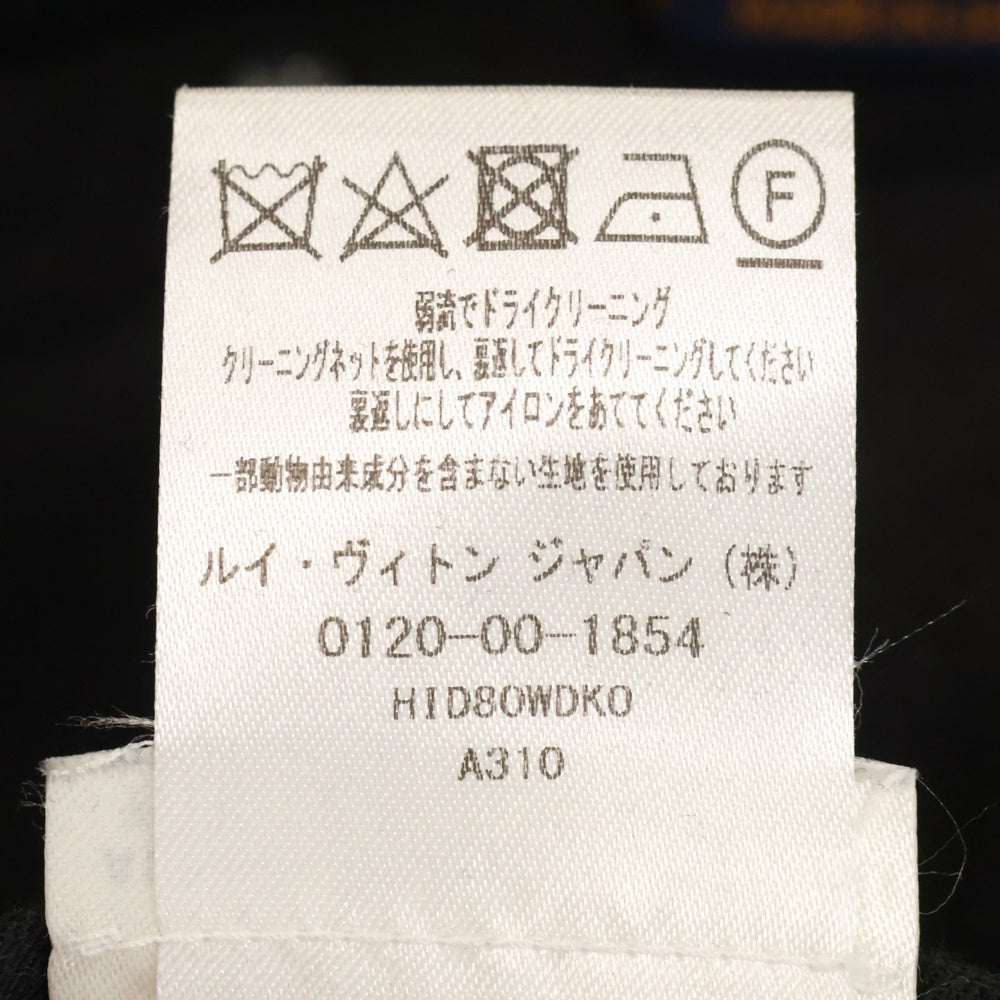 F
弱流でドライクリーニング
クリーニングネットを使用し、裏返してドライクリーニングしてください
裏返しにしてアイロンをあててください
一部動物由来成分を含まない生地を使用しております
ルイ・ヴィトン ジャパン (株)
0120-00-1854
HID80WDKO
A310